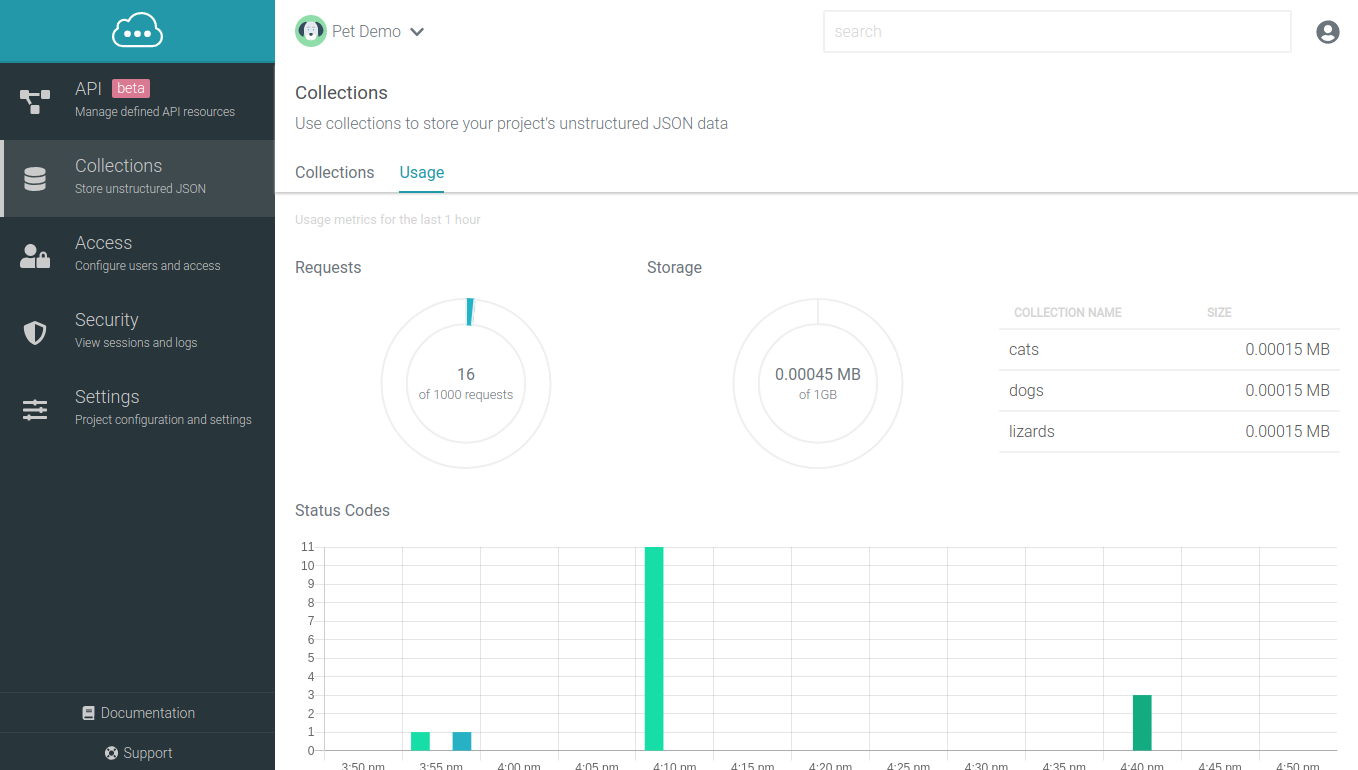 Pet Demo
search
API beta
Manage defined API resources
Collections
Store unstructured JSON
Access
Configure users and access
Security
View sessions and logs
Settings
Project configuration and settings
Documentation
Support
Collections
Use collections to store your project's unstructured JSON data
Collections Usage
Usage metrics for the last 1 hour
Requests
16
of 1000 requests
Storage
0.00045 MB
of 1GB
COLLECTION NAME SIZE
cats 0.00015 MB
dogs 0.00015 MB
lizards 0.00015 MB
Status Codes
11
10
9
8
7
6
5
4
3
2
1
0
3:50 pm 3:55 pm 4:00 pm 4:05 pm 4:10 pm 4:15 pm 4:20 pm 4:25 pm 4:30 pm 4:35 pm 4:40 pm 4:45 pm 4:50 pm